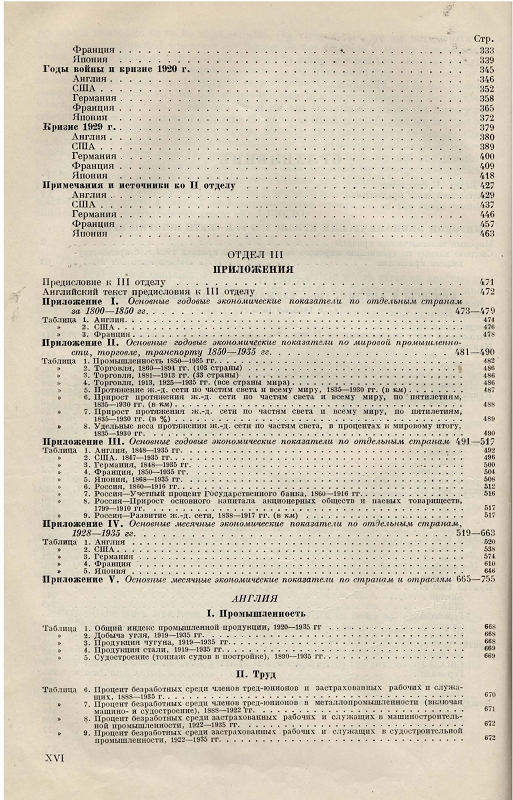 Стр.
Франция 333
Япония 339
Годы войны и кризис 1920 г. 345
Англия 346
США 352
Германия 358
Франция 365
Япония 372
Кризис 1929 г. 379
Англия 380
США 389
Германия 400
Франция 409
Япония 418
Примечания и источники ко II отделу 427
Англия 429
США 437
Германия 446
Франция 457
Япония 463
ОТДЕЛ III
ПРИЛОЖЕНИЯ
Предисловие к III отделу 471
Английский текст предисловия к III отделу 472
Приложение I. Основные годовые экономические показатели по отдельным странам
за 1800—1850 гг. 473—479
Таблица 1. Англия 474
» 2. США 476
» 3. Франция 478
Приложение II. Основные годовые экономические показатели по мировой промышленно-
сти, торговле, транспорту 1850—1935 гг. 481—490
Таблица 1. Промышленность 1850—1935 гг. 482
» 2. Торговля, 1860—1894 гг. (103 страны) 486
» 3. Торговля, 1881—1913 гг. (33 страны) 486
» 4. Торговля, 1913, 1925—1935 гг. (все страны мира) 486
» 5. Протяжение ж.-д. сети по частям света и всему миру, 1835—1930 гг. (в км) 487
» 6. Прирост протяжения ж.-д. сети по частям света и всему миру, по пятилетиям,
1835—1930 гг. (в км) 488
» 7. Прирост протяжения ж.-д. сети по частям света и всему миру, по пятилетиям,
1835—1930 гг. (в %) 489
» 8. Удельные веса протяжения ж.-д. сети по частям света, в процентах к мировому итогу,
1835—1930 гг. 490
Приложение III. Основные годовые экономические показатели по отдельным странам 491—517
Таблица 1. Англия, 1848—1935 гг. 492
» 2. США, 1847—1935 гг. 496
» 3. Германия, 1848—1935 гг. 500
» 4. Франция, 1850—1935 гг. 504
» 5. Япония, 1868—1935 гг. 508
» 6. Россия, 1860—1916 гг. 512
» 7. Россия—Учетный процент Государственного банка, 1860—1916 гг. 516
» 8. Россия—Прирост основного капитала акционерных обществ и паевых товариществ,
1799—1910 гг. 517
» 9. Россия—Развитие ж.-д. сети, 1838—1917 гг. (в км) 517
Приложение IV. Основные месячные экономические показатели по отдельным странам,
1928—1935 гг. 519—663
Таблица 1. Англия 520
» 2. США 538
» 3. Германия 574
» 4. Франция 610
» 5. Япония 646
Приложение V. Основные месячные экономические показатели по странам и отраслям 665—755
АНГЛИЯ
I. Промышленность
Таблица 1. Общий индекс промышленной продукции, 1920—1935 гг. 668
» 2. Добыча угля, 1919—1935 гг. 668
» 3. Продукция чугуна, 1919—1935 гг. 668
» 4. Продукция стали, 1919—1935 гг. 669
» 5. Судостроение (тоннаж судов в постройке), 1890—1935 гг. 669
II. Труд
Таблица 6. Процент безработных среди членов тред-юнионов и застрахованных рабочих и служа-
щих, 1888—1935 гг. 670
» 7. Процент безработных среди членов тред-юнионов в металлопромышленности (включая
машино- и судостроение), 1888—1922 гг. 671
» 8. Процент безработных среди застрахованных рабочих и служащих в машинострои­тель-
ной промышленности, 1922—1935 гг. 672
» 9. Процент безработных среди застрахованных рабочих и служащих в судостроительной
промышленности, 1922—1935 гг. 672
XVI